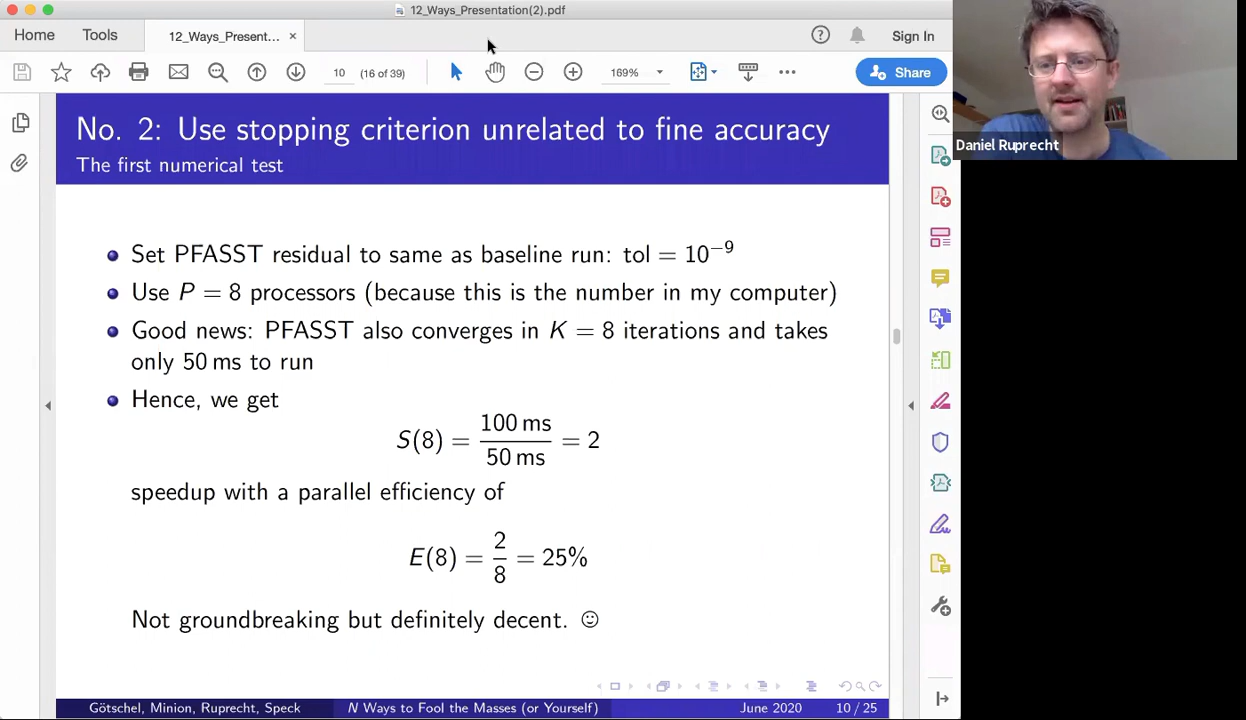 12_Ways_Presentation(2).pdf
Home Tools 12_Ways_Present... × Sign In
10 (16 of 39) 169% Share
No. 2: Use stopping criterion unrelated to fine accuracy
The first numerical test
Daniel Ruprecht
Set PFASST residual to same as baseline run: tol = 10⁻⁹
Use P = 8 processors (because this is the number in my computer)
Good news: PFASST also converges in K = 8 iterations and takes
only 50 ms to run
Hence, we get
S(8) = 100 ms / 50 ms = 2
speedup with a parallel efficiency of
E(8) = 2 / 8 = 25%
Not groundbreaking but definitely decent. ☺
Götschel, Minion, Ruprecht, Speck N Ways to Fool the Masses (or Yourself) June 2020 10 / 25